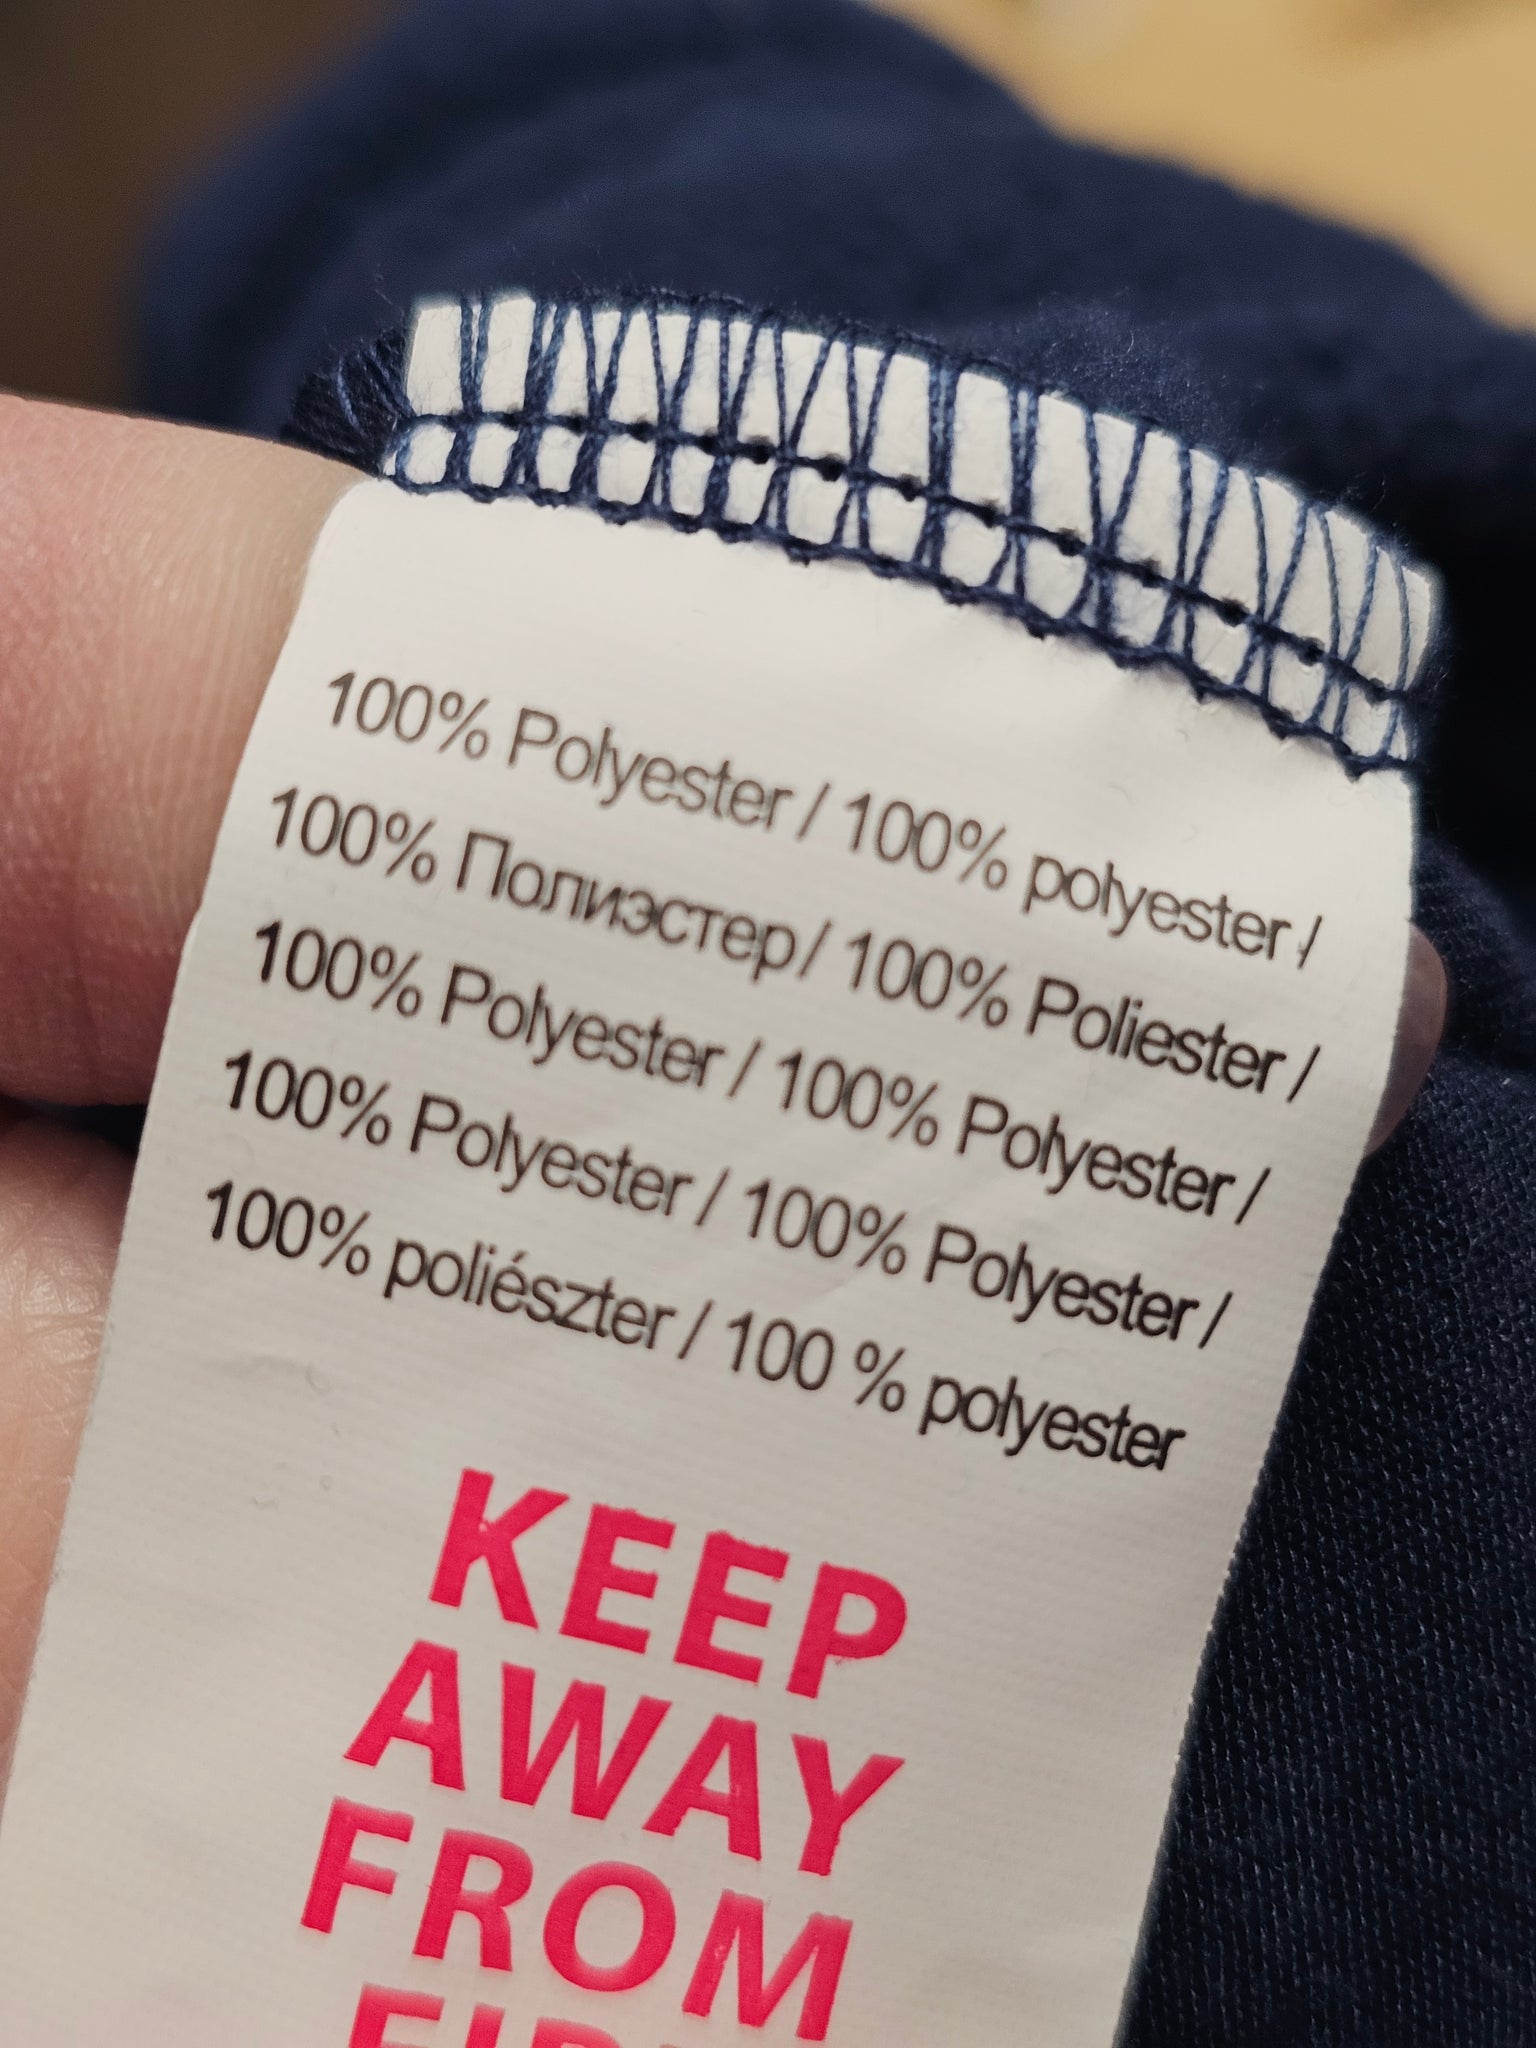 100% Polyester / 100% polyester /
100% Полиэстер/ 100% Poliester /
100% Polyester / 100% Polyester /
100% Polyester / 100% Polyester /
100% poliészter / 100 % polyester
KEEP
AWAY
FROM